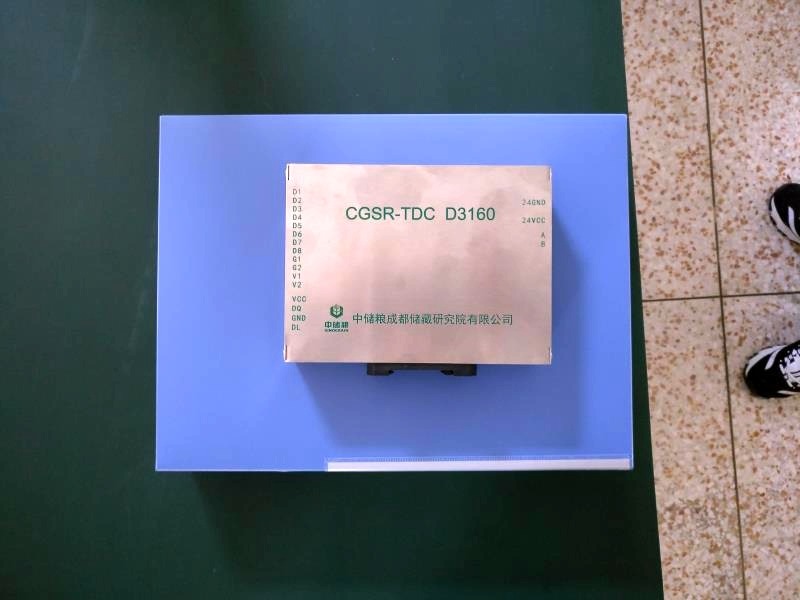 CGSR-TDC D3160
D1
D2
D3
D4
D5
D6
D7
D8
G1
G2
V1
V2
VCC
DQ
GND
DL
24GND
24VCC
A
B
中储粮
SINOGRAIN
中储粮成都储藏研究院有限公司